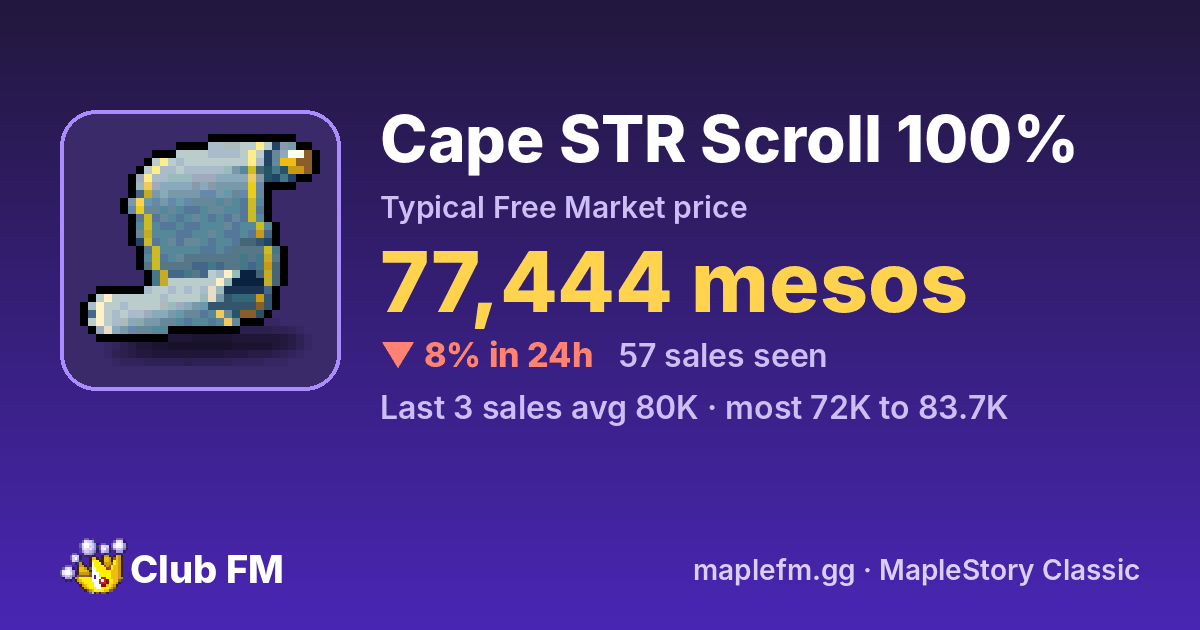 Cape STR Scroll 100%
Typical Free Market price
77,444 mesos
▼ 8% in 24h 57 sales seen
Last 3 sales avg 80K · most 72K to 83.7K
Club FM
maplefm.gg · MapleStory Classic